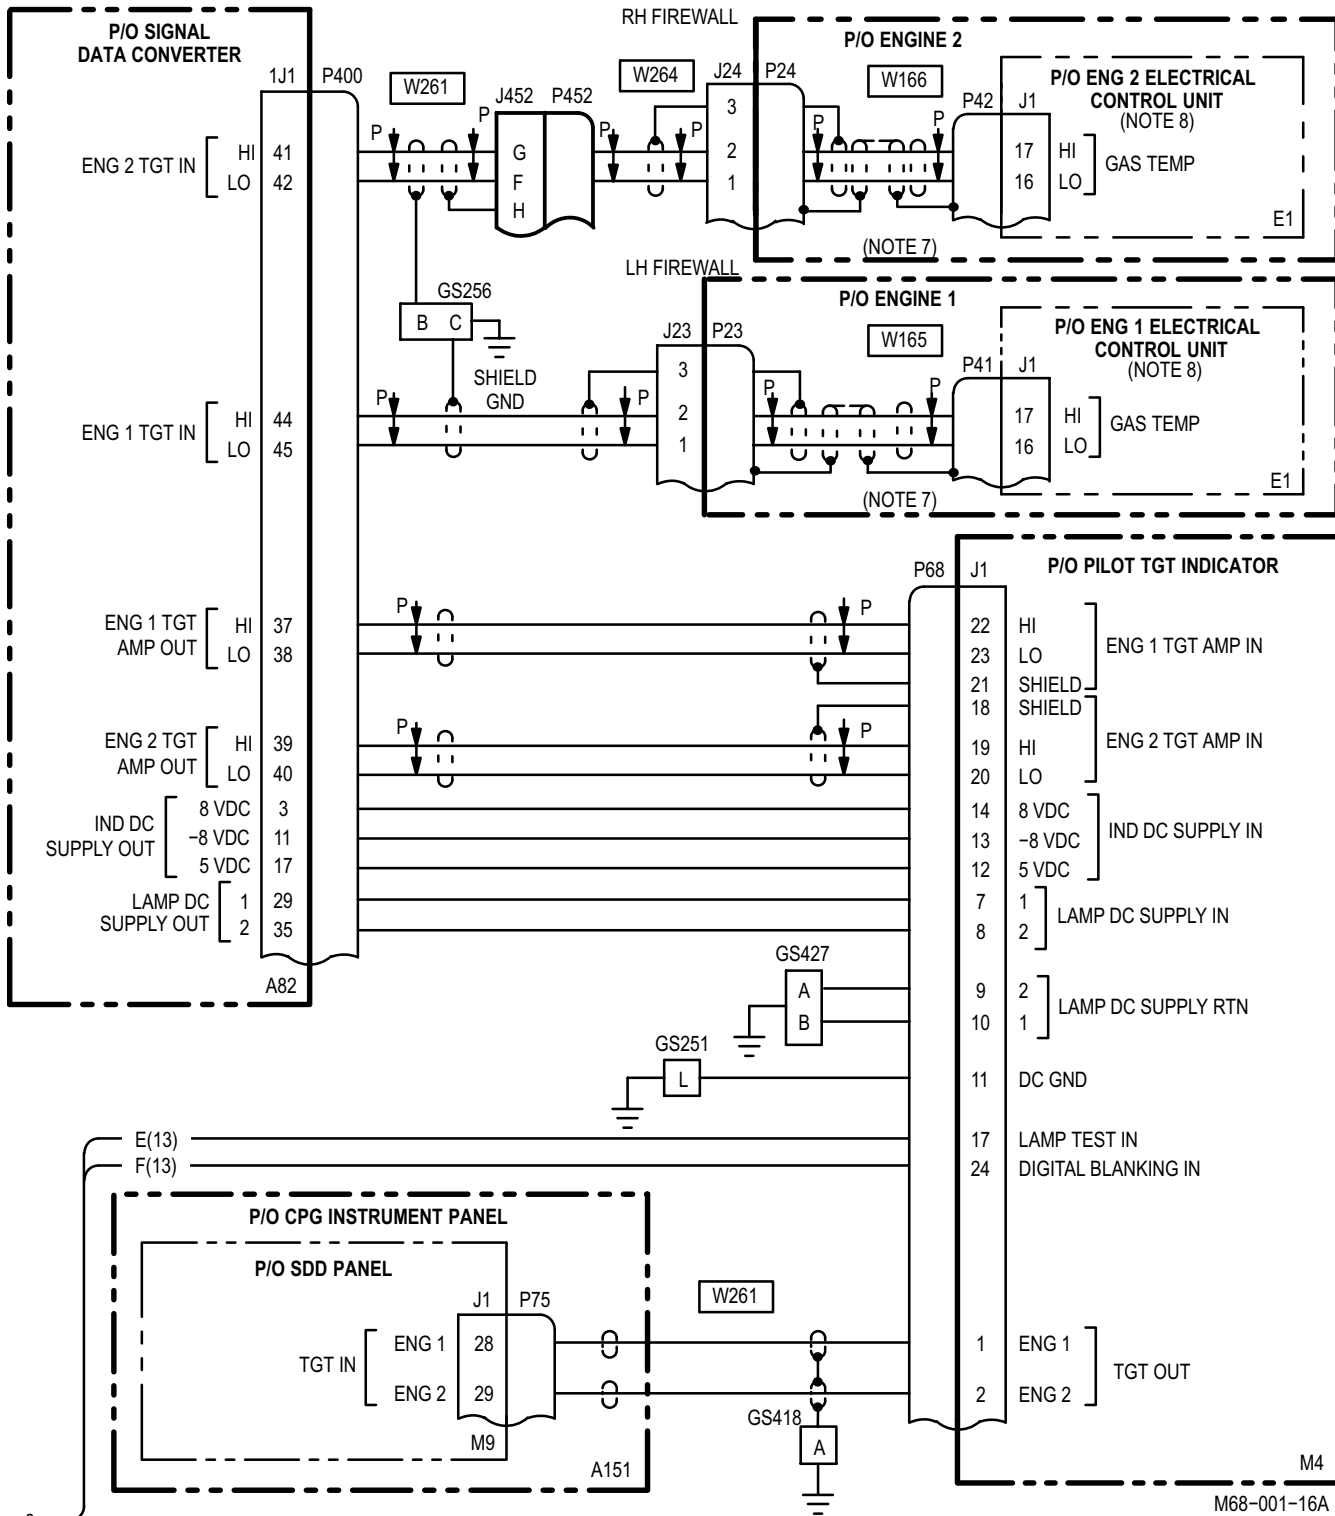 RH FIREWALL
P/O SIGNAL
DATA CONVERTER
1J1 P400
W261
J452 P452
W264
J24 P24
P/O ENGINE 2
W166
P42 J1
P/O ENG 2 ELECTRICAL
CONTROL UNIT
(NOTE 8)
P P P P P P
3
ENG 2 TGT IN HI 41 G 2 17 HI GAS TEMP
LO 42 F 1 16 LO
H
E1
(NOTE 7)
LH FIREWALL
GS256
B C
SHIELD
GND
P/O ENGINE 1
J23 P23
W165
P41 J1
P/O ENG 1 ELECTRICAL
CONTROL UNIT
(NOTE 8)
P P P P
3
ENG 1 TGT IN HI 44 2 17 HI GAS TEMP
LO 45 1 16 LO
E1
(NOTE 7)
P68 J1
P/O PILOT TGT INDICATOR
P P
ENG 1 TGT AMP OUT HI 37 22 HI ENG 1 TGT AMP IN
LO 38 23 LO
21 SHIELD
18 SHIELD
P P
ENG 2 TGT AMP OUT HI 39 19 HI ENG 2 TGT AMP IN
LO 40 20 LO
IND DC SUPPLY OUT 8 VDC 3 14 8 VDC IND DC SUPPLY IN
−8 VDC 11 13 −8 VDC
5 VDC 17 12 5 VDC
LAMP DC SUPPLY OUT 1 29 7 1 LAMP DC SUPPLY IN
2 35 8 2
A82
GS427
A 9 2 LAMP DC SUPPLY RTN
B 10 1
GS251
L 11 DC GND
E(13) 17 LAMP TEST IN
F(13) 24 DIGITAL BLANKING IN
P/O CPG INSTRUMENT PANEL
P/O SDD PANEL
J1 P75
W261
TGT IN ENG 1 28 1 ENG 1 TGT OUT
ENG 2 29 2 ENG 2
GS418
A
M9
A151
M4
M68−001−16A